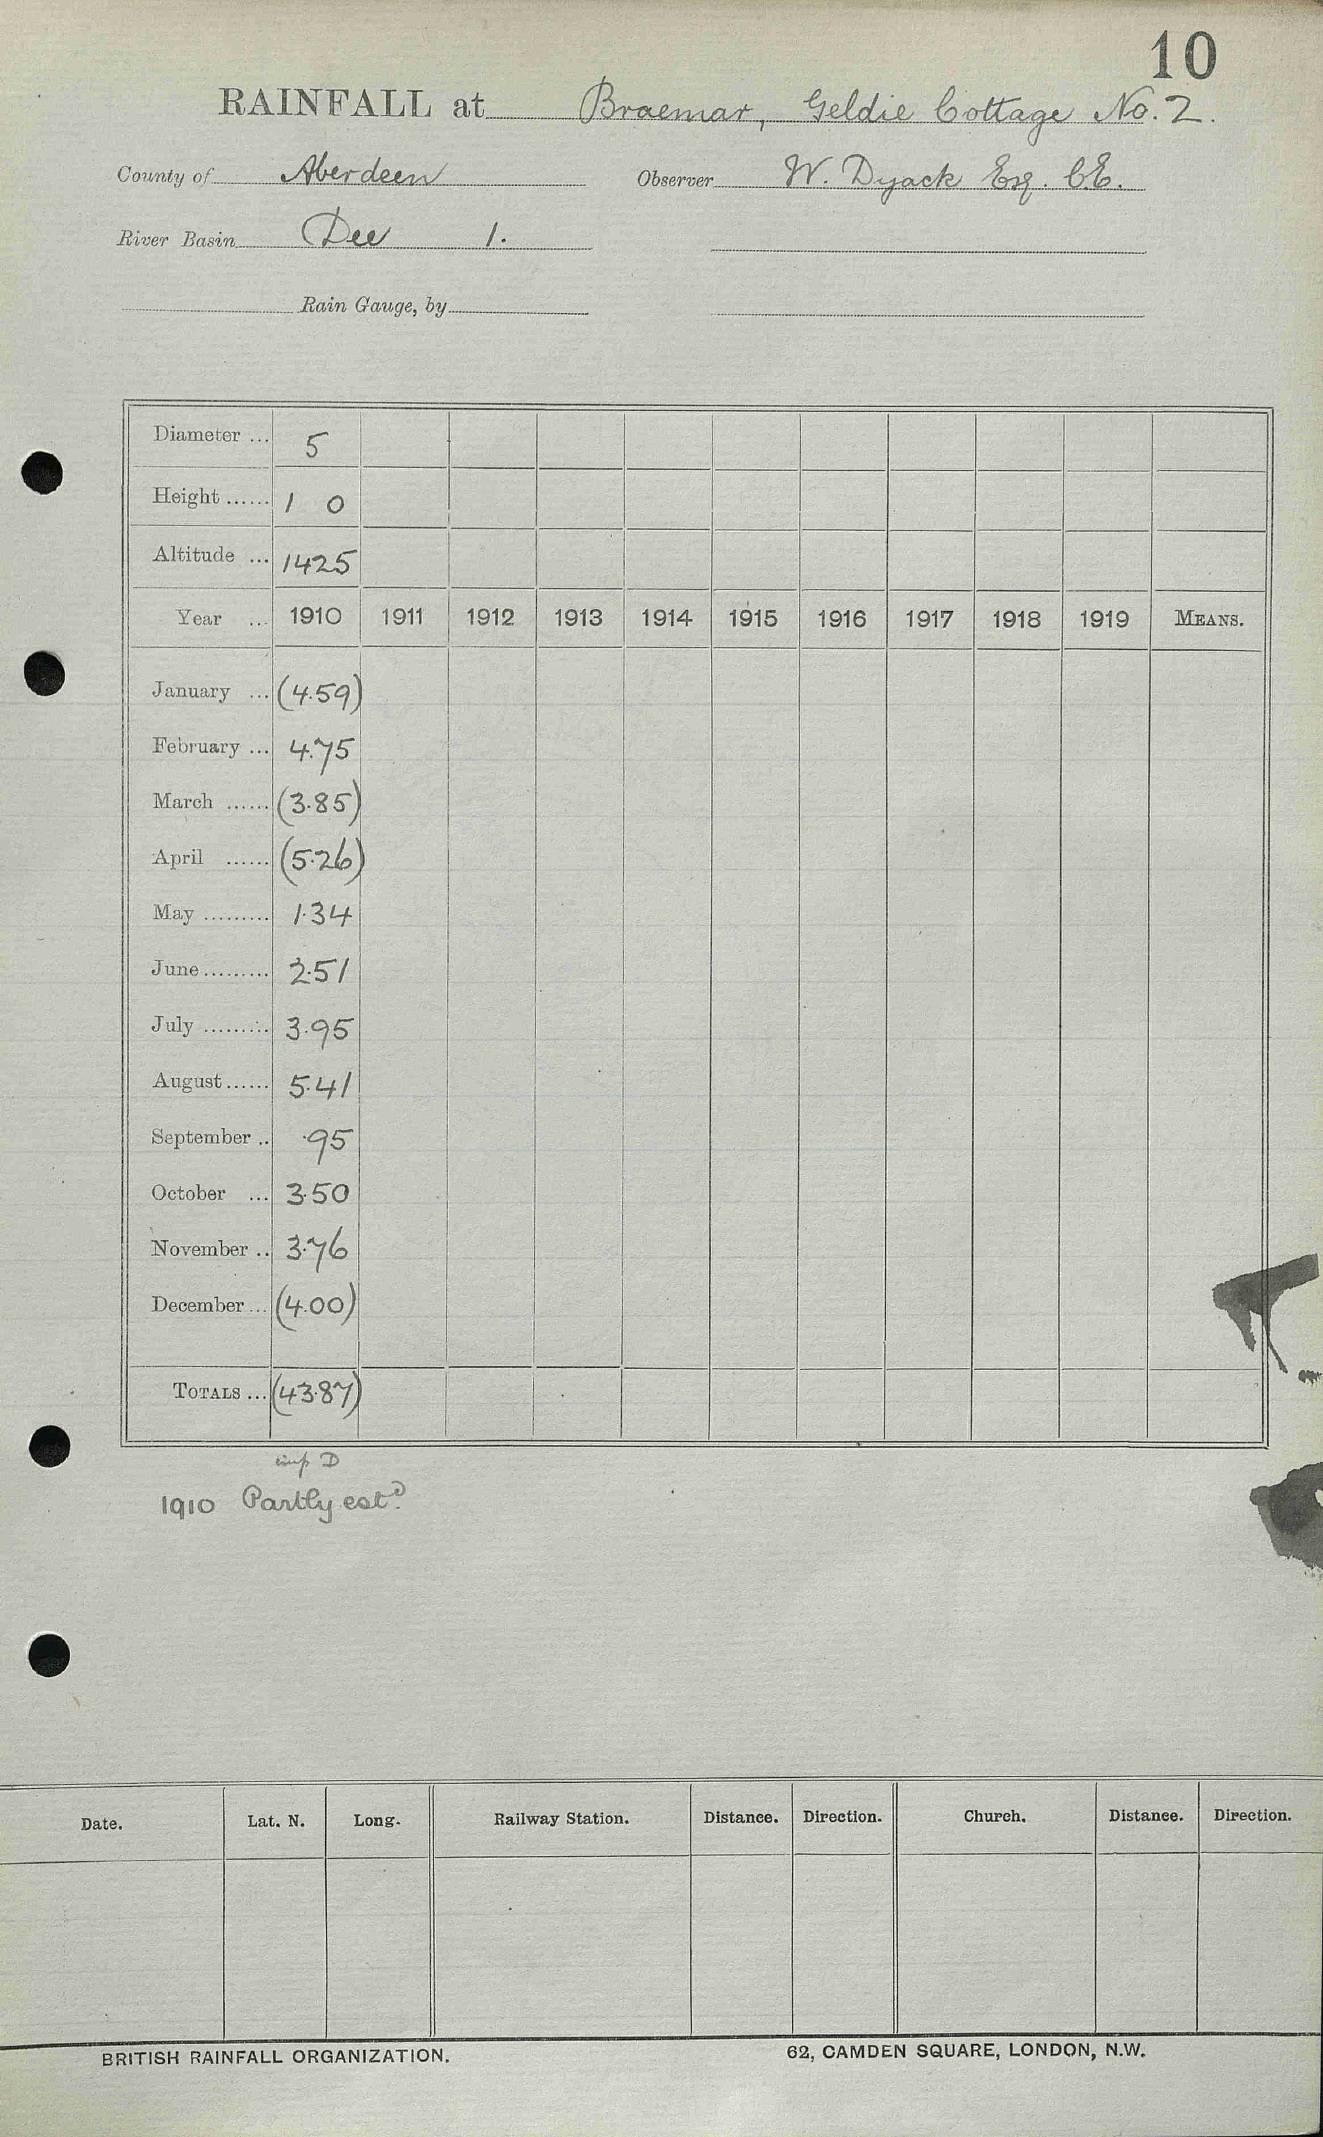 10
RAINFALL at Braemar, Geldie Cottage No. 2.
County of Aberdeen Observer W. Dyack Esq. C.E.
River Basin Dee 1.
Rain Gauge, by
Diameter ... 5
Height ...... 1 0
Altitude ... 1425
Year ... 1910 1911 1912 1913 1914 1915 1916 1917 1918 1919 MEANS.
January ... (4.59)
February ... 4.75
March ...... (3.85)
April ...... (5.26)
May ......... 1.34
June ......... 2.51
July ......... 3.95
August ...... 5.41
September .. .95
October ... 3.50
November .. 3.76
December ... (4.00)
TOTALS ... (43.87)
imp D
1910 Partly estd.
Date. Lat. N. Long. Railway Station. Distance. Direction. Church. Distance. Direction.
BRITISH RAINFALL ORGANIZATION. 62, CAMDEN SQUARE, LONDON, N.W.